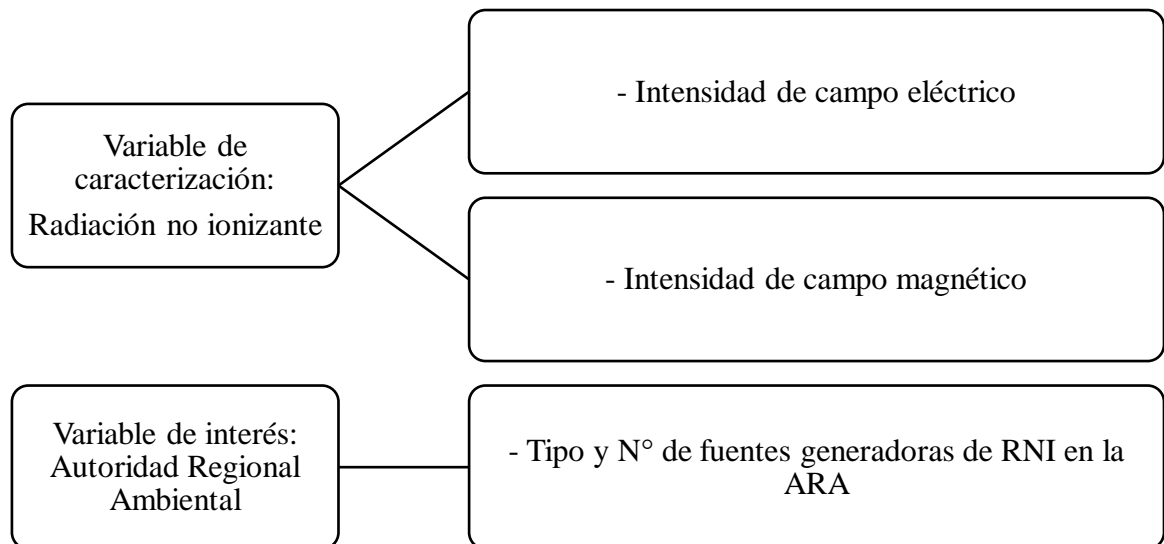 Variable de
caracterización:
Radiación no ionizante
- Intensidad de campo eléctrico
- Intensidad de campo magnético
Variable de interés:
Autoridad Regional
Ambiental
- Tipo y N° de fuentes generadoras de RNI en la
ARA